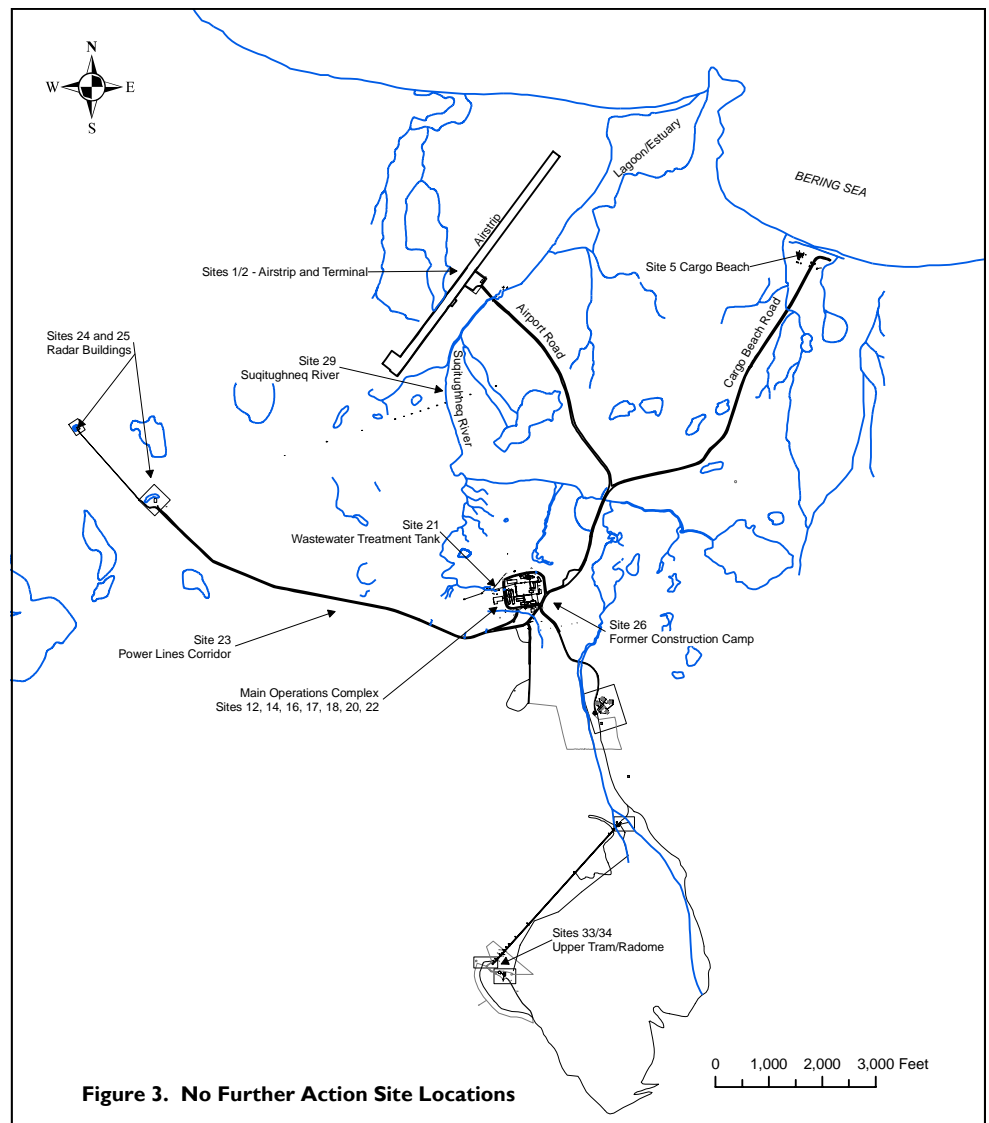 N
W E
S
Lagoon/Estuary
BERING SEA
Airstrip
Sites 1/2 - Airstrip and Terminal
Site 5 Cargo Beach
Airport Road
Cargo Beach Road
Sites 24 and 25
Radar Buildings
Site 29
Suqitughneq River
Suqitughneq River
Site 21
Wastewater Treatment Tank
Site 26
Former Construction Camp
Site 23
Power Lines Corridor
Main Operations Complex
Sites 12, 14, 16, 17, 18, 20, 22
Sites 33/34
Upper Tram/Radome
0 1,000 2,000 3,000 Feet
Figure 3. No Further Action Site Locations